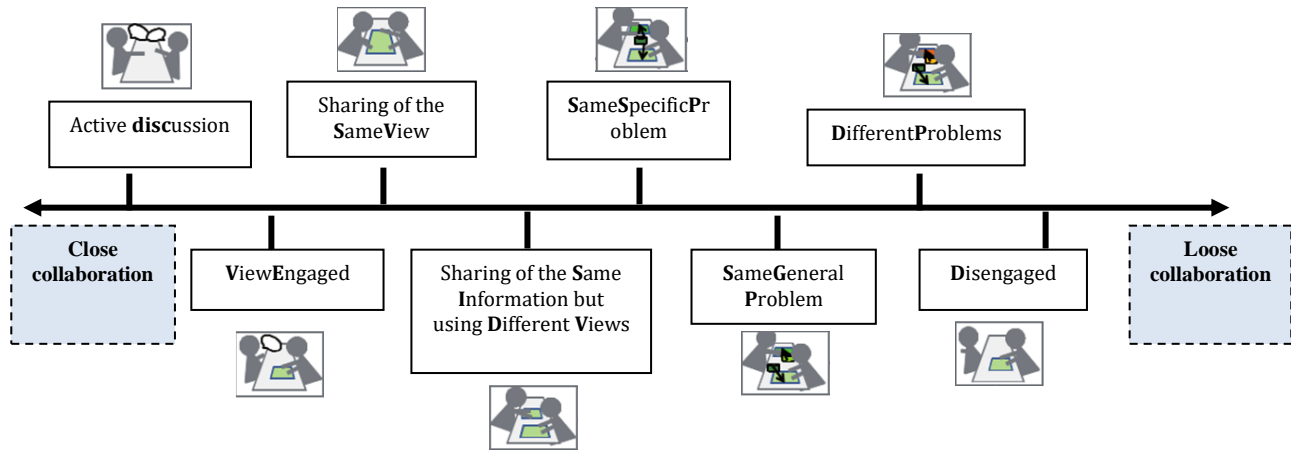 Active discussion
Sharing of the
SameView
SameSpecificPr
oblem
DifferentProblems
Close
collaboration
ViewEngaged
Sharing of the Same
Information but
using Different Views
SameGeneral
Problem
Disengaged
Loose
collaboration